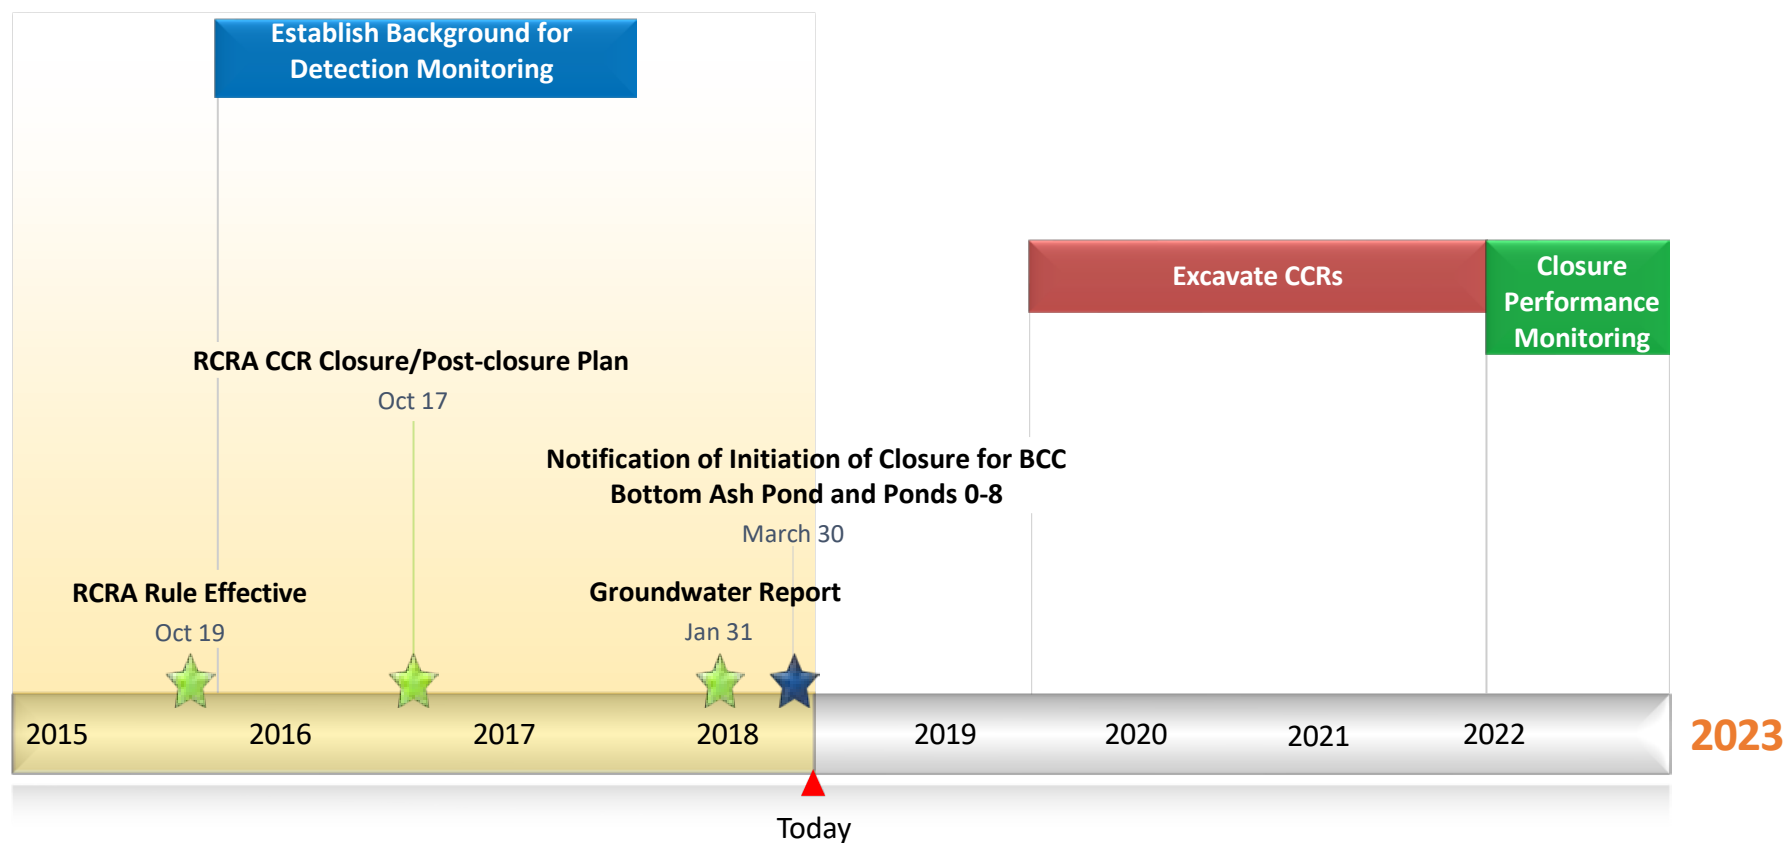 Establish Background for
Detection Monitoring
Excavate CCRs
Closure
Performance
Monitoring
RCRA CCR Closure/Post-closure Plan
Oct 17
Notification of Initiation of Closure for BCC
Bottom Ash Pond and Ponds 0-8
March 30
RCRA Rule Effective
Oct 19
Groundwater Report
Jan 31
2015 2016 2017 2018 2019 2020 2021 2022 2023
Today